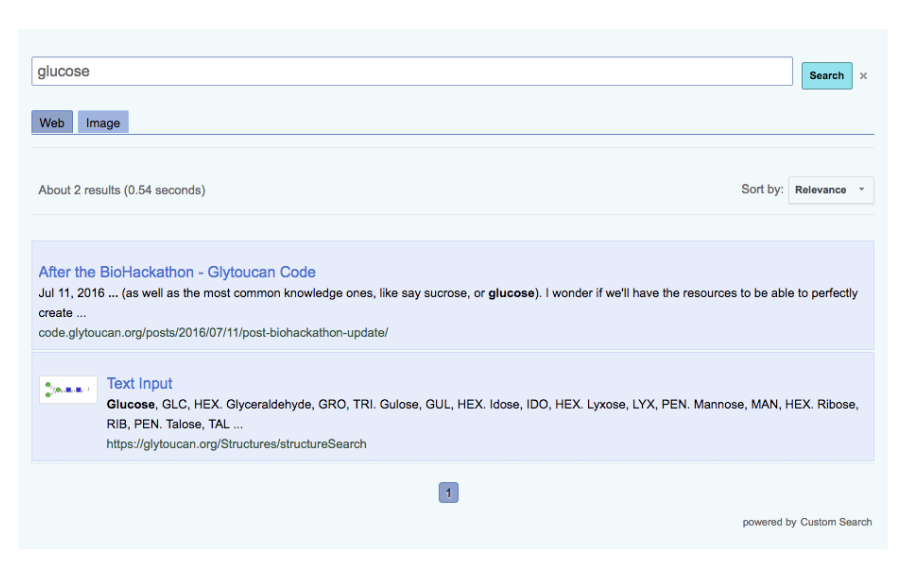 glucose
Search ×
Web Image
About 2 results (0.54 seconds) Sort by: Relevance
After the BioHackathon - Glytoucan Code
Jul 11, 2016 ... (as well as the most common knowledge ones, like say sucrose, or glucose). I wonder if we'll have the resources to be able to perfectly
create ...
code.glytoucan.org/posts/2016/07/11/post-biohackathon-update/
Text Input
Glucose, GLC, HEX. Glyceraldehyde, GRO, TRI. Gulose, GUL, HEX. Idose, IDO, HEX. Lyxose, LYX, PEN. Mannose, MAN, HEX. Ribose,
RIB, PEN. Talose, TAL ...
https://glytoucan.org/Structures/structureSearch
1
powered by Custom Search